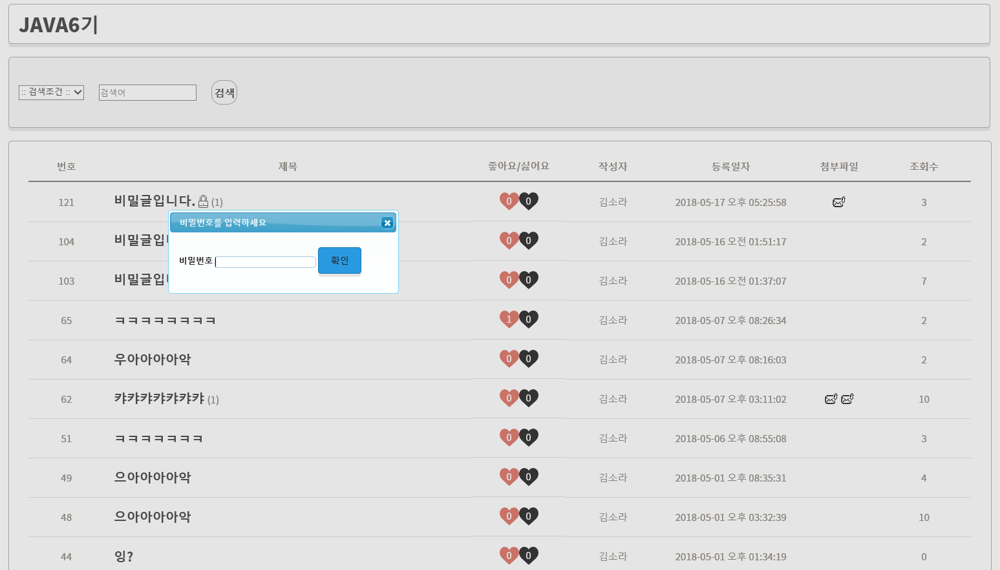 JAVA6기
:: 검색조건 :: 검색어 검색
번호 제목 좋아요/싫어요 작성자 등록일자 첨부파일 조회수
121 비밀글입니다. (1) 0 0 김소라 2018-05-17 오후 05:25:58 3
비밀번호를 입력하세요
104 비밀글입 0 0 김소라 2018-05-16 오전 01:51:17 2
비밀번호 확인
103 비밀글입 0 0 김소라 2018-05-16 오전 01:37:07 7
65 ㅋㅋㅋㅋㅋㅋㅋㅋ 1 0 김소라 2018-05-07 오후 08:26:34 2
64 우아아아아악 0 0 김소라 2018-05-07 오후 08:16:03 2
62 캬캬캬캬캬캬캬 (1) 0 0 김소라 2018-05-07 오후 03:11:02 10
51 ㅋㅋㅋㅋㅋㅋㅋ 0 0 김소라 2018-05-06 오후 08:55:08 3
49 으아아아아악 0 0 김소라 2018-05-01 오후 08:35:31 4
48 으아아아아악 0 0 김소라 2018-05-01 오후 03:32:39 10
44 잉? 0 0 김소라 2018-05-01 오후 01:34:19 0